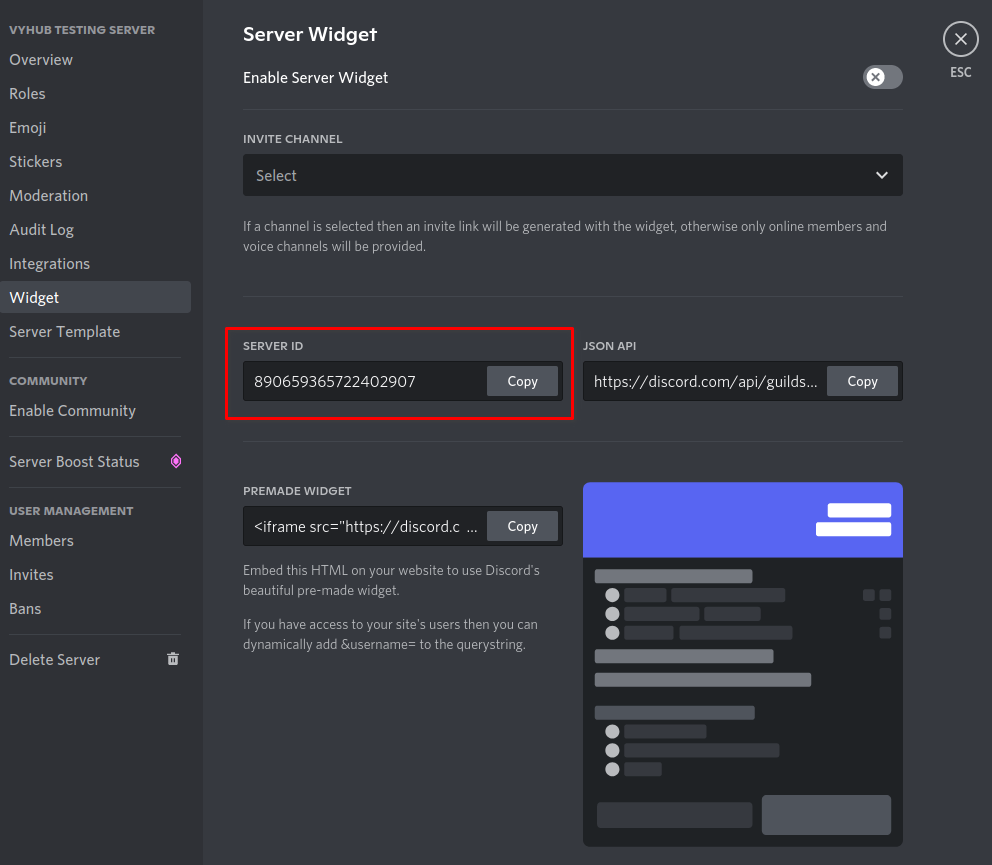 VYHUB TESTING SERVER
Overview
Roles
Emoji
Stickers
Moderation
Audit Log
Integrations
Widget
Server Template
COMMUNITY
Enable Community
Server Boost Status
USER MANAGEMENT
Members
Invites
Bans
Delete Server
Server Widget
Enable Server Widget
ESC
INVITE CHANNEL
Select
If a channel is selected then an invite link will be generated with the widget, otherwise only online members and
voice channels will be provided.
SERVER ID
890659365722402907 Copy
JSON API
https://discord.com/api/guilds... Copy
PREMADE WIDGET
<iframe src="https://discord.c ... Copy
Embed this HTML on your website to use Discord's
beautiful pre-made widget.
If you have access to your site's users then you can
dynamically add &username= to the querystring.